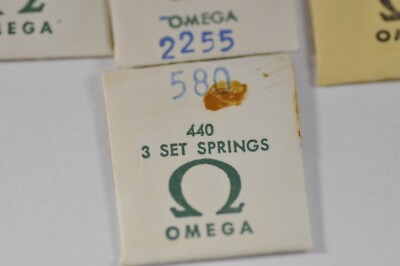 OMEGA
OMEGA
2255
580
440
3 SET SPRINGS
Ω
OMEGA